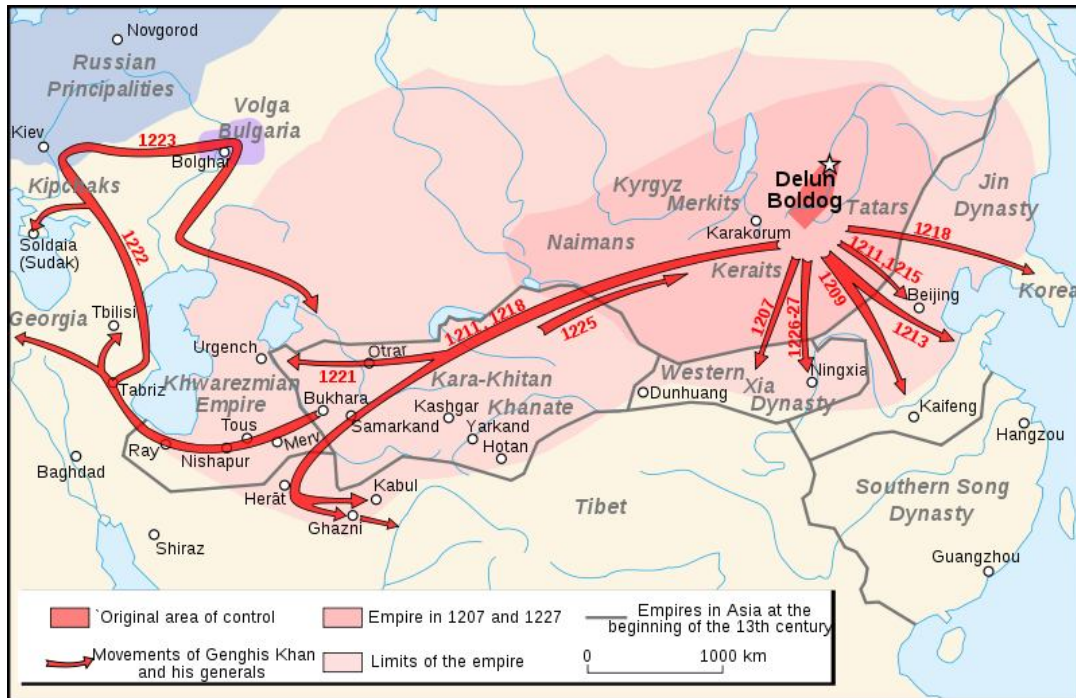 Novgorod
Russian
Principalities
Volga
Bulgaria
Kiev
1223
Bolghar
Kipchaks
Soldaia
(Sudak)
1222
Georgia
Tbilisi
Tabriz
Urgench
Khwarezmian
Empire
Tous
Ray
Nishapur
Merv
Baghdad
Shiraz
Herāt
Kabul
Ghazni
Bukhara
Samarkand
1221
Otrar
1211, 1218
1225
Kara-Khitan
Khanate
Kashgar
Yarkand
Hotan
Tibet
Kyrgyz
Merkits
Naimans
Karakorum
Keraits
Delun
Boldog
Tatars
Jin
Dynasty
1218
1211,1215
1209
1213
1207
1226-27
Beijing
Korea
Western
Xia
Dynasty
Dunhuang
Ningxia
Kaifeng
Hangzou
Southern Song
Dynasty
Guangzhou
`Original area of control
Empire in 1207 and 1227
Empires in Asia at the
beginning of the 13th century
Movements of Genghis Khan
and his generals
Limits of the empire
0
1000 km